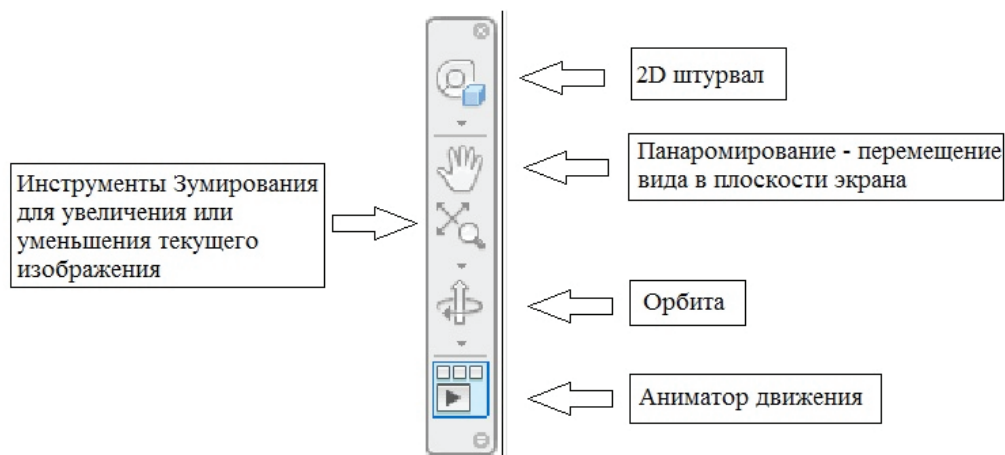 2D штурвал
Панаромирование - перемещение
вида в плоскости экрана
Инструменты Зумирования
для увеличения или
уменьшения текущего
изображения
Орбита
Аниматор движения